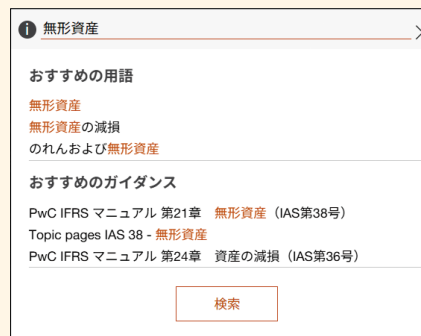 無形資産
おすすめの用語
無形資産
無形資産の減損
のれんおよび無形資産
おすすめのガイダンス
PwC IFRS マニュアル 第21章　無形資産（IAS第38号）
Topic pages IAS 38 - 無形資産
PwC IFRS マニュアル 第24章　資産の減損（IAS第36号）
検索